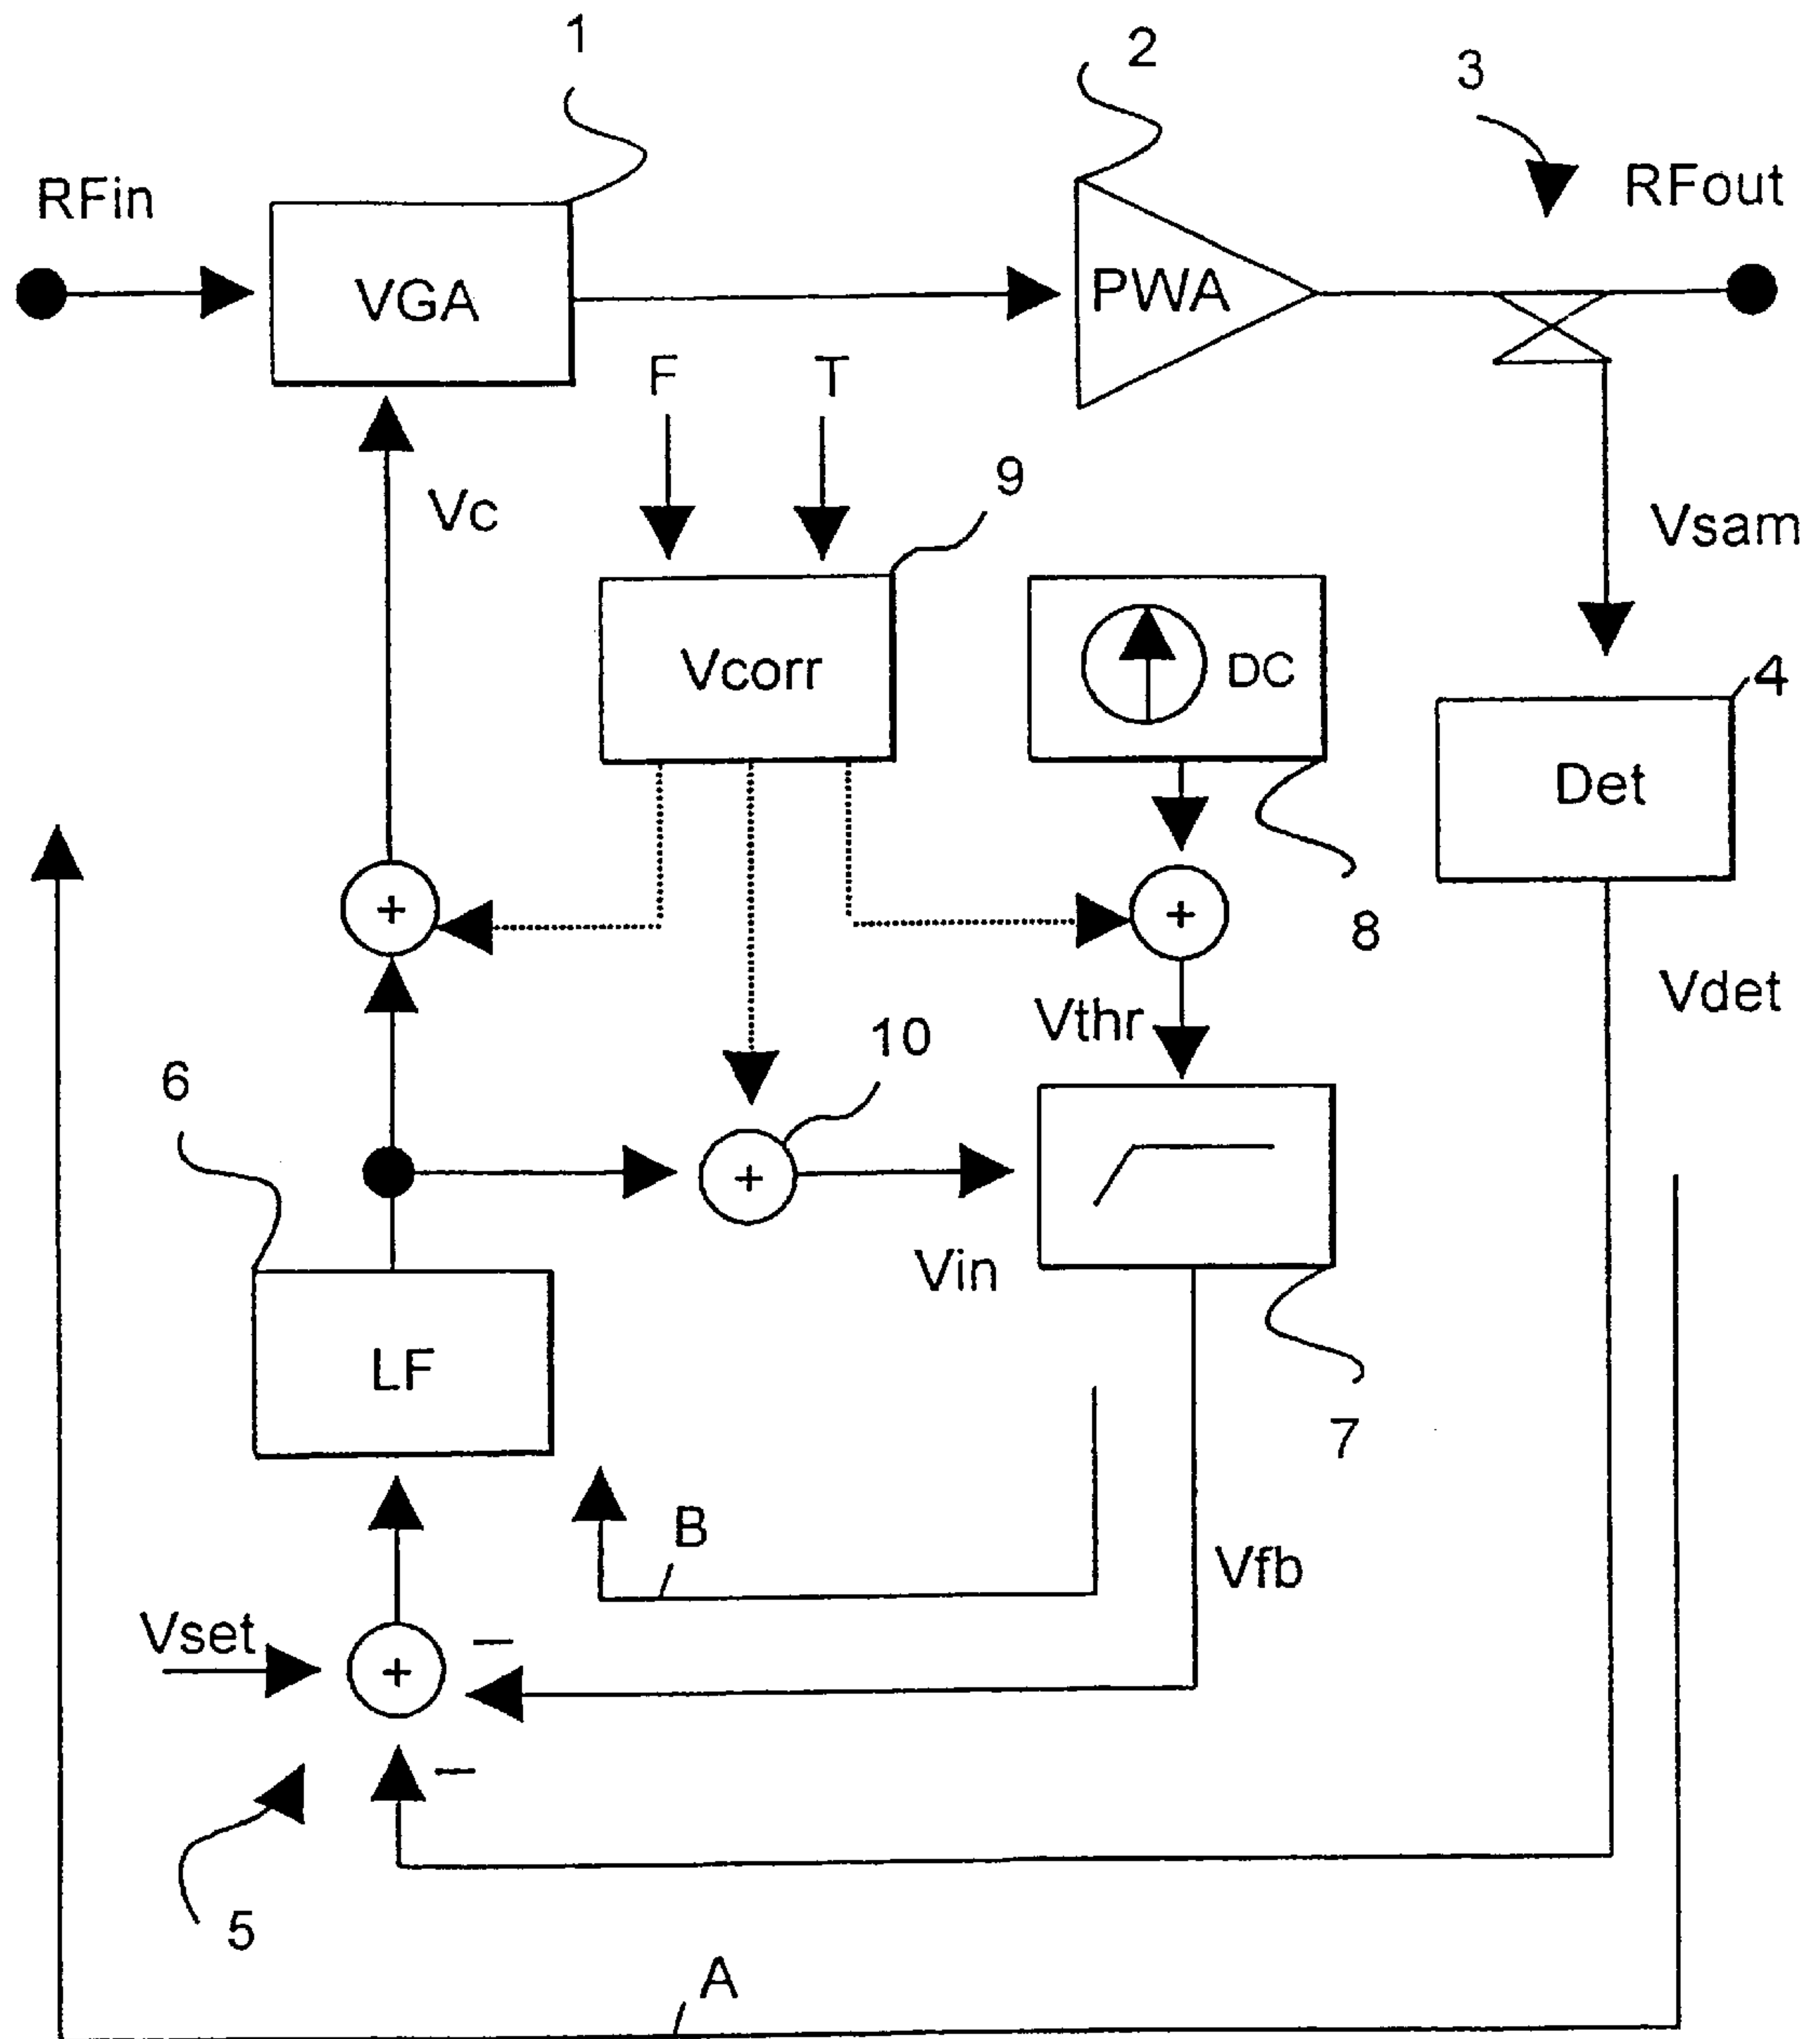 1
2
3
RFin
RFout
VGA
PWA
F
T
Vc
9
Vsam
Vcorr
DC
4
Det
+
+
8
Vdet
Vthr
10
6
+
Vin
LF
7
B
Vfb
Vset
+
−
−
5
A